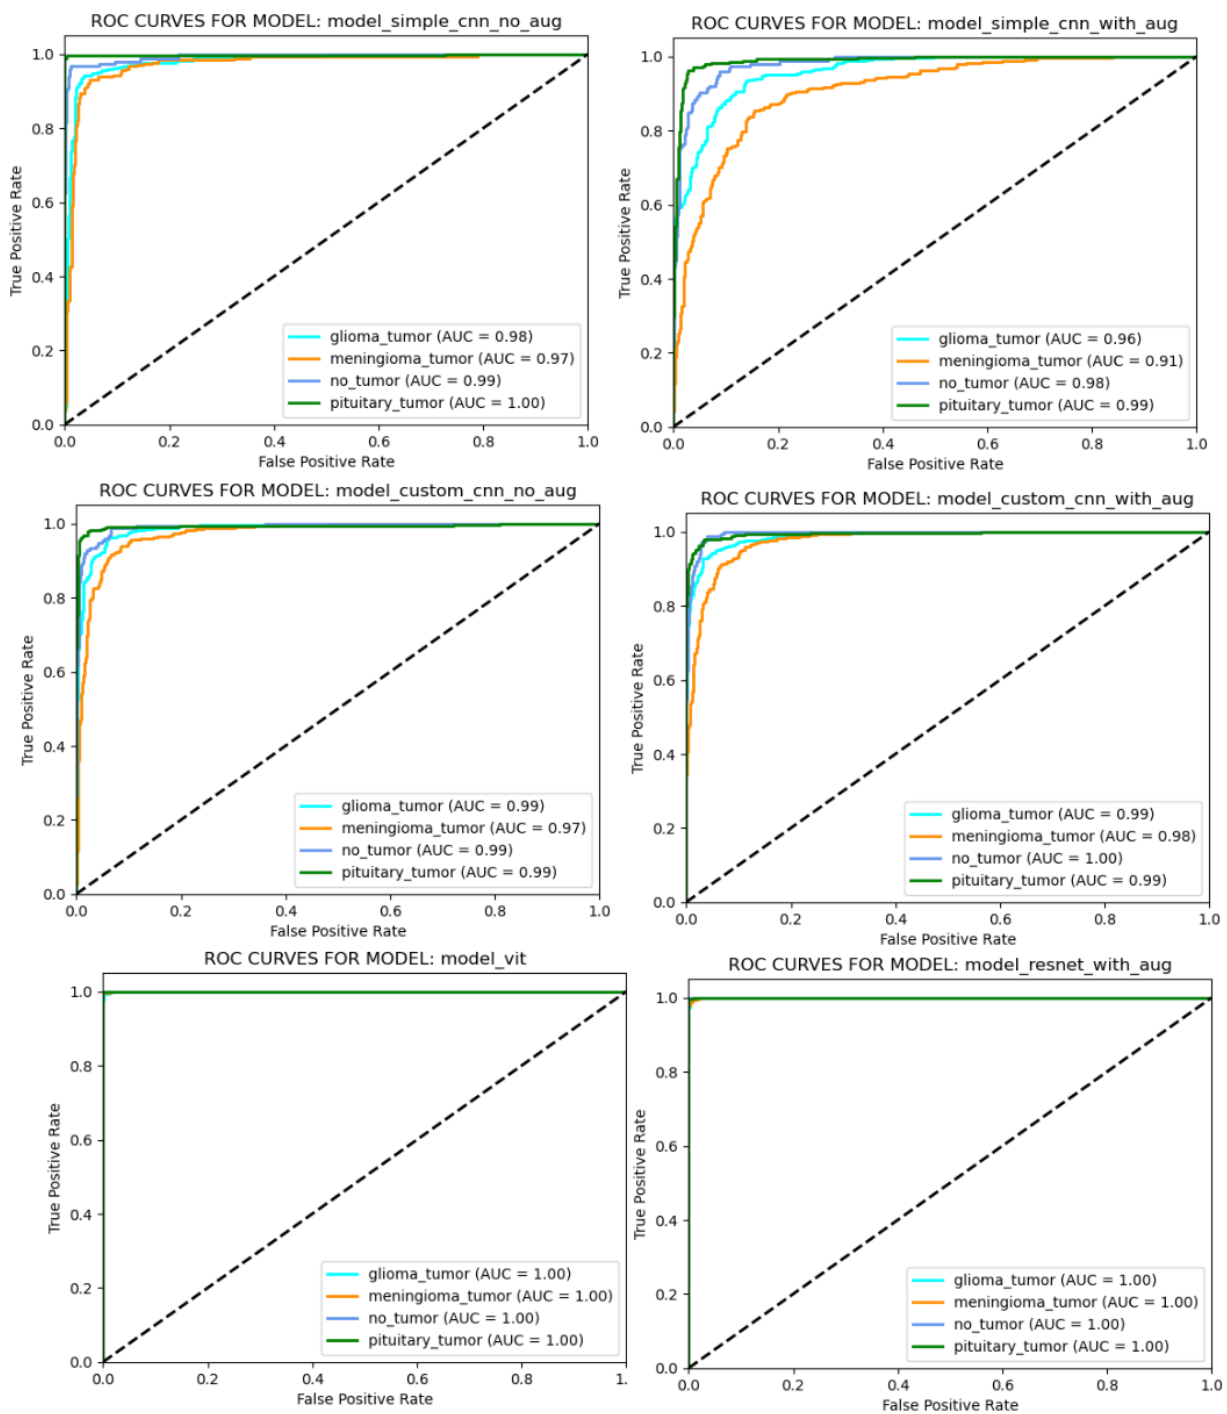 ROC CURVES FOR MODEL: model_simple_cnn_no_aug
1.0
0.8
0.6
0.4
0.2
0.0
True Positive Rate
glioma_tumor (AUC = 0.98)
meningioma_tumor (AUC = 0.97)
no_tumor (AUC = 0.99)
pituitary_tumor (AUC = 1.00)
0.0 0.2 0.4 0.6 0.8 1.0
False Positive Rate
ROC CURVES FOR MODEL: model_simple_cnn_with_aug
1.0
0.8
0.6
0.4
0.2
0.0
True Positive Rate
glioma_tumor (AUC = 0.96)
meningioma_tumor (AUC = 0.91)
no_tumor (AUC = 0.98)
pituitary_tumor (AUC = 0.99)
0.0 0.2 0.4 0.6 0.8 1.0
False Positive Rate
ROC CURVES FOR MODEL: model_custom_cnn_no_aug
1.0
0.8
0.6
0.4
0.2
0.0
True Positive Rate
glioma_tumor (AUC = 0.99)
meningioma_tumor (AUC = 0.97)
no_tumor (AUC = 0.99)
pituitary_tumor (AUC = 0.99)
0.0 0.2 0.4 0.6 0.8 1.0
False Positive Rate
ROC CURVES FOR MODEL: model_custom_cnn_with_aug
1.0
0.8
0.6
0.4
0.2
0.0
True Positive Rate
glioma_tumor (AUC = 0.99)
meningioma_tumor (AUC = 0.98)
no_tumor (AUC = 1.00)
pituitary_tumor (AUC = 0.99)
0.0 0.2 0.4 0.6 0.8 1.0
False Positive Rate
ROC CURVES FOR MODEL: model_vit
1.0
0.8
0.6
0.4
0.2
0.0
True Positive Rate
glioma_tumor (AUC = 1.00)
meningioma_tumor (AUC = 1.00)
no_tumor (AUC = 1.00)
pituitary_tumor (AUC = 1.00)
0.0 0.2 0.4 0.6 0.8 1.
False Positive Rate
ROC CURVES FOR MODEL: model_resnet_with_aug
1.0
0.8
0.6
0.4
0.2
0.0
True Positive Rate
glioma_tumor (AUC = 1.00)
meningioma_tumor (AUC = 1.00)
no_tumor (AUC = 1.00)
pituitary_tumor (AUC = 1.00)
0.0 0.2 0.4 0.6 0.8 1.0
False Positive Rate